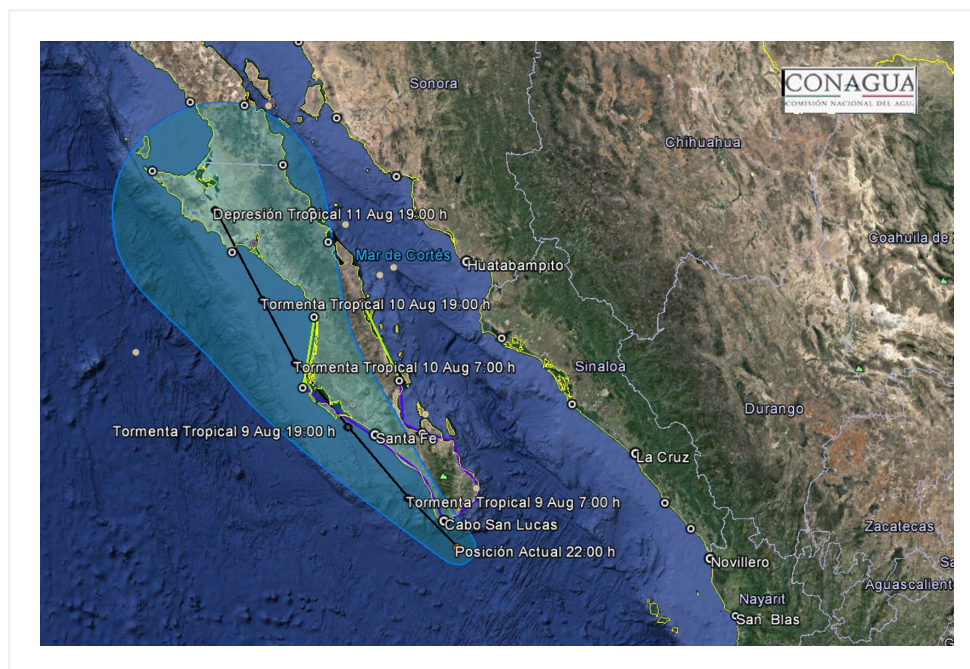 CONAGUA
COMISIÓN NACIONAL DEL AGUA
Sonora
Chihuahua
Depresión Tropical 11 Aug 19:00 h
Coahuila de
Mar de Cortés
Huatabampito
Tormenta Tropical 10 Aug 19:00 h
Tormenta Tropical 10 Aug 7:00 h
Sinaloa
Durango
Tormenta Tropical 9 Aug 19:00 h
Santa Fe
La Cruz
Tormenta Tropical 9 Aug 7:00 h
Cabo San Lucas
Zacatecas
Posición Actual 22:00 h
Novillero
Aguascalient
Nayarit
San Blas